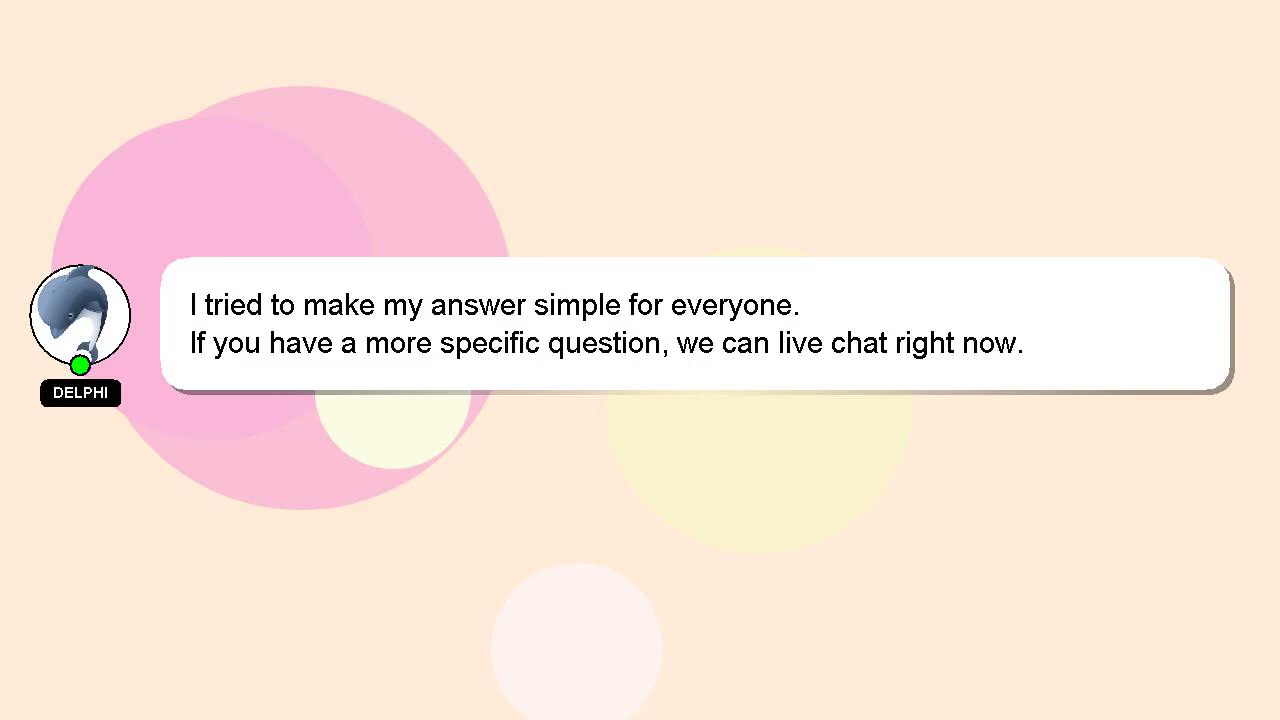 I tried to make my answer simple for everyone.
If you have a more specific question, we can live chat right now.
DELPHI